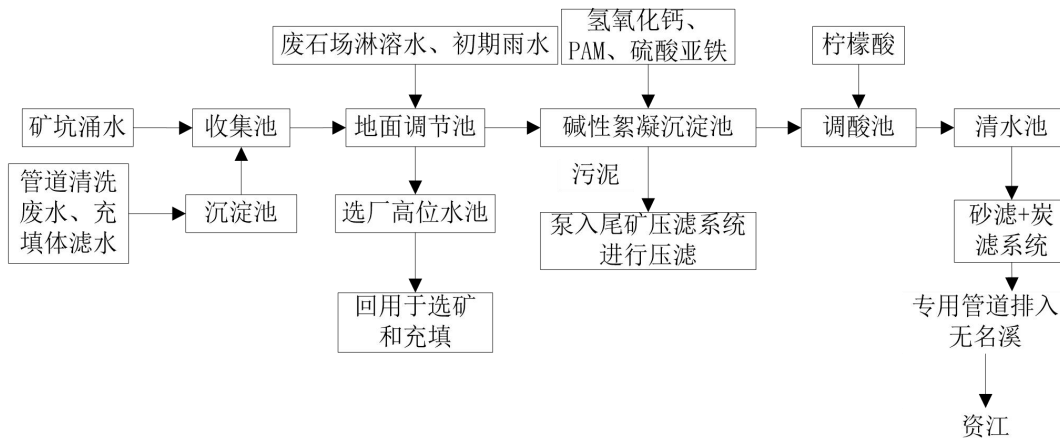 废石场淋溶水、初期雨水
氢氧化钙、
PAM、硫酸亚铁
柠檬酸
矿坑涌水
收集池
地面调节池
碱性絮凝沉淀池
调酸池
清水池
管道清洗
废水、充
填体滤水
沉淀池
选厂高位水池
污泥
泵入尾矿压滤系统
进行压滤
砂滤+炭
滤系统
回用于选矿
和充填
专用管道排入
无名溪
资江